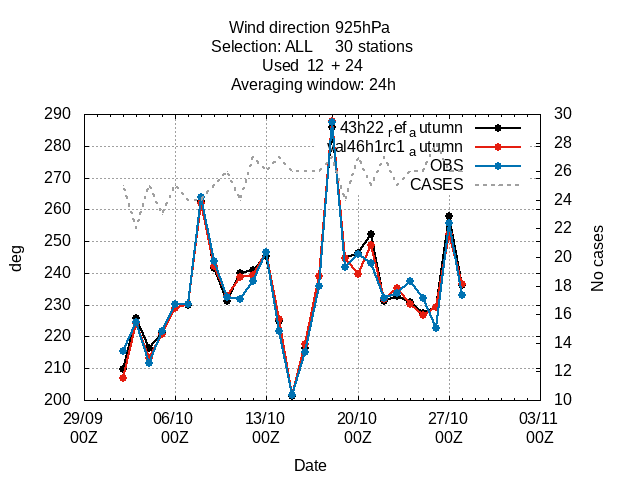 Wind direction 925hPa
Selection: ALL 30 stations
Used 12 + 24
Averaging window: 24h
deg
No cases
290
280
270
260
250
240
230
220
210
200
30
28
26
24
22
20
18
16
14
12
10
43h22_ref_autumn
al46h1rc1_autumn
OBS
CASES
29/09 06/10 13/10 20/10 27/10 03/11
00Z 00Z 00Z 00Z 00Z 00Z
Date